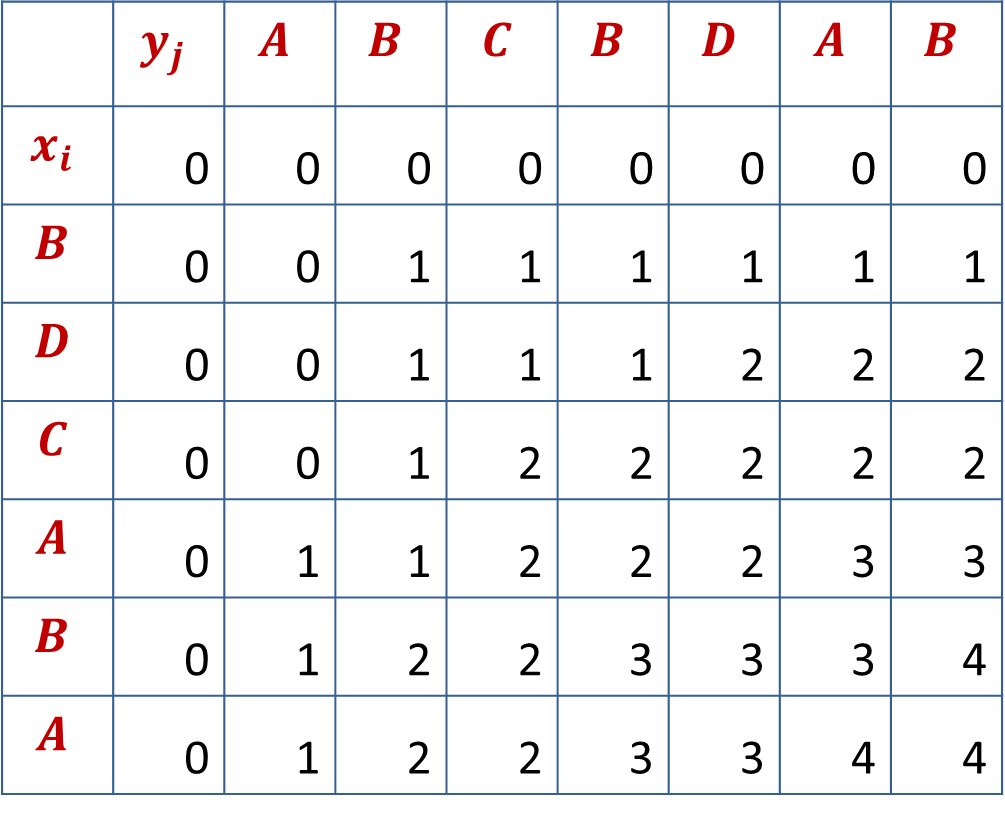 y_j A B C B D A B
x_i 0 0 0 0 0 0 0 0
B 0 0 1 1 1 1 1 1
D 0 0 1 1 1 2 2 2
C 0 0 1 2 2 2 2 2
A 0 1 1 2 2 2 3 3
B 0 1 2 2 3 3 3 4
A 0 1 2 2 3 3 4 4